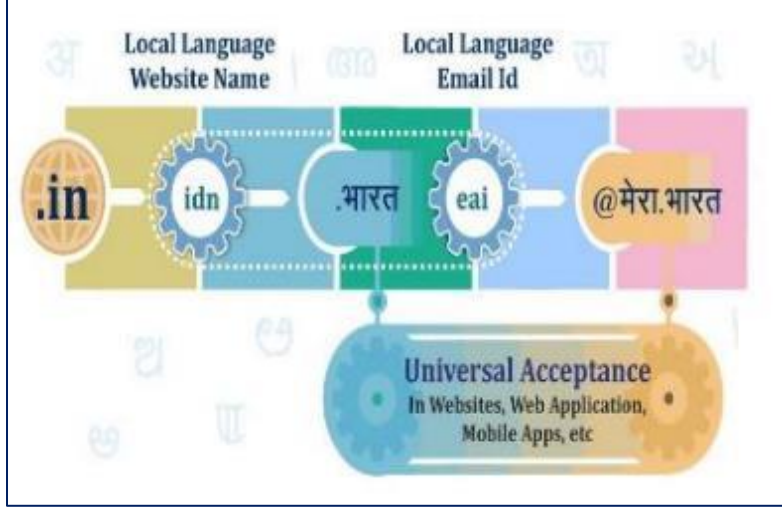 Local Language
Website Name
Local Language
Email Id
.in
idn
.भारत
eai
@मेरा.भारत
Universal Acceptance
In Websites, Web Application,
Mobile Apps, etc